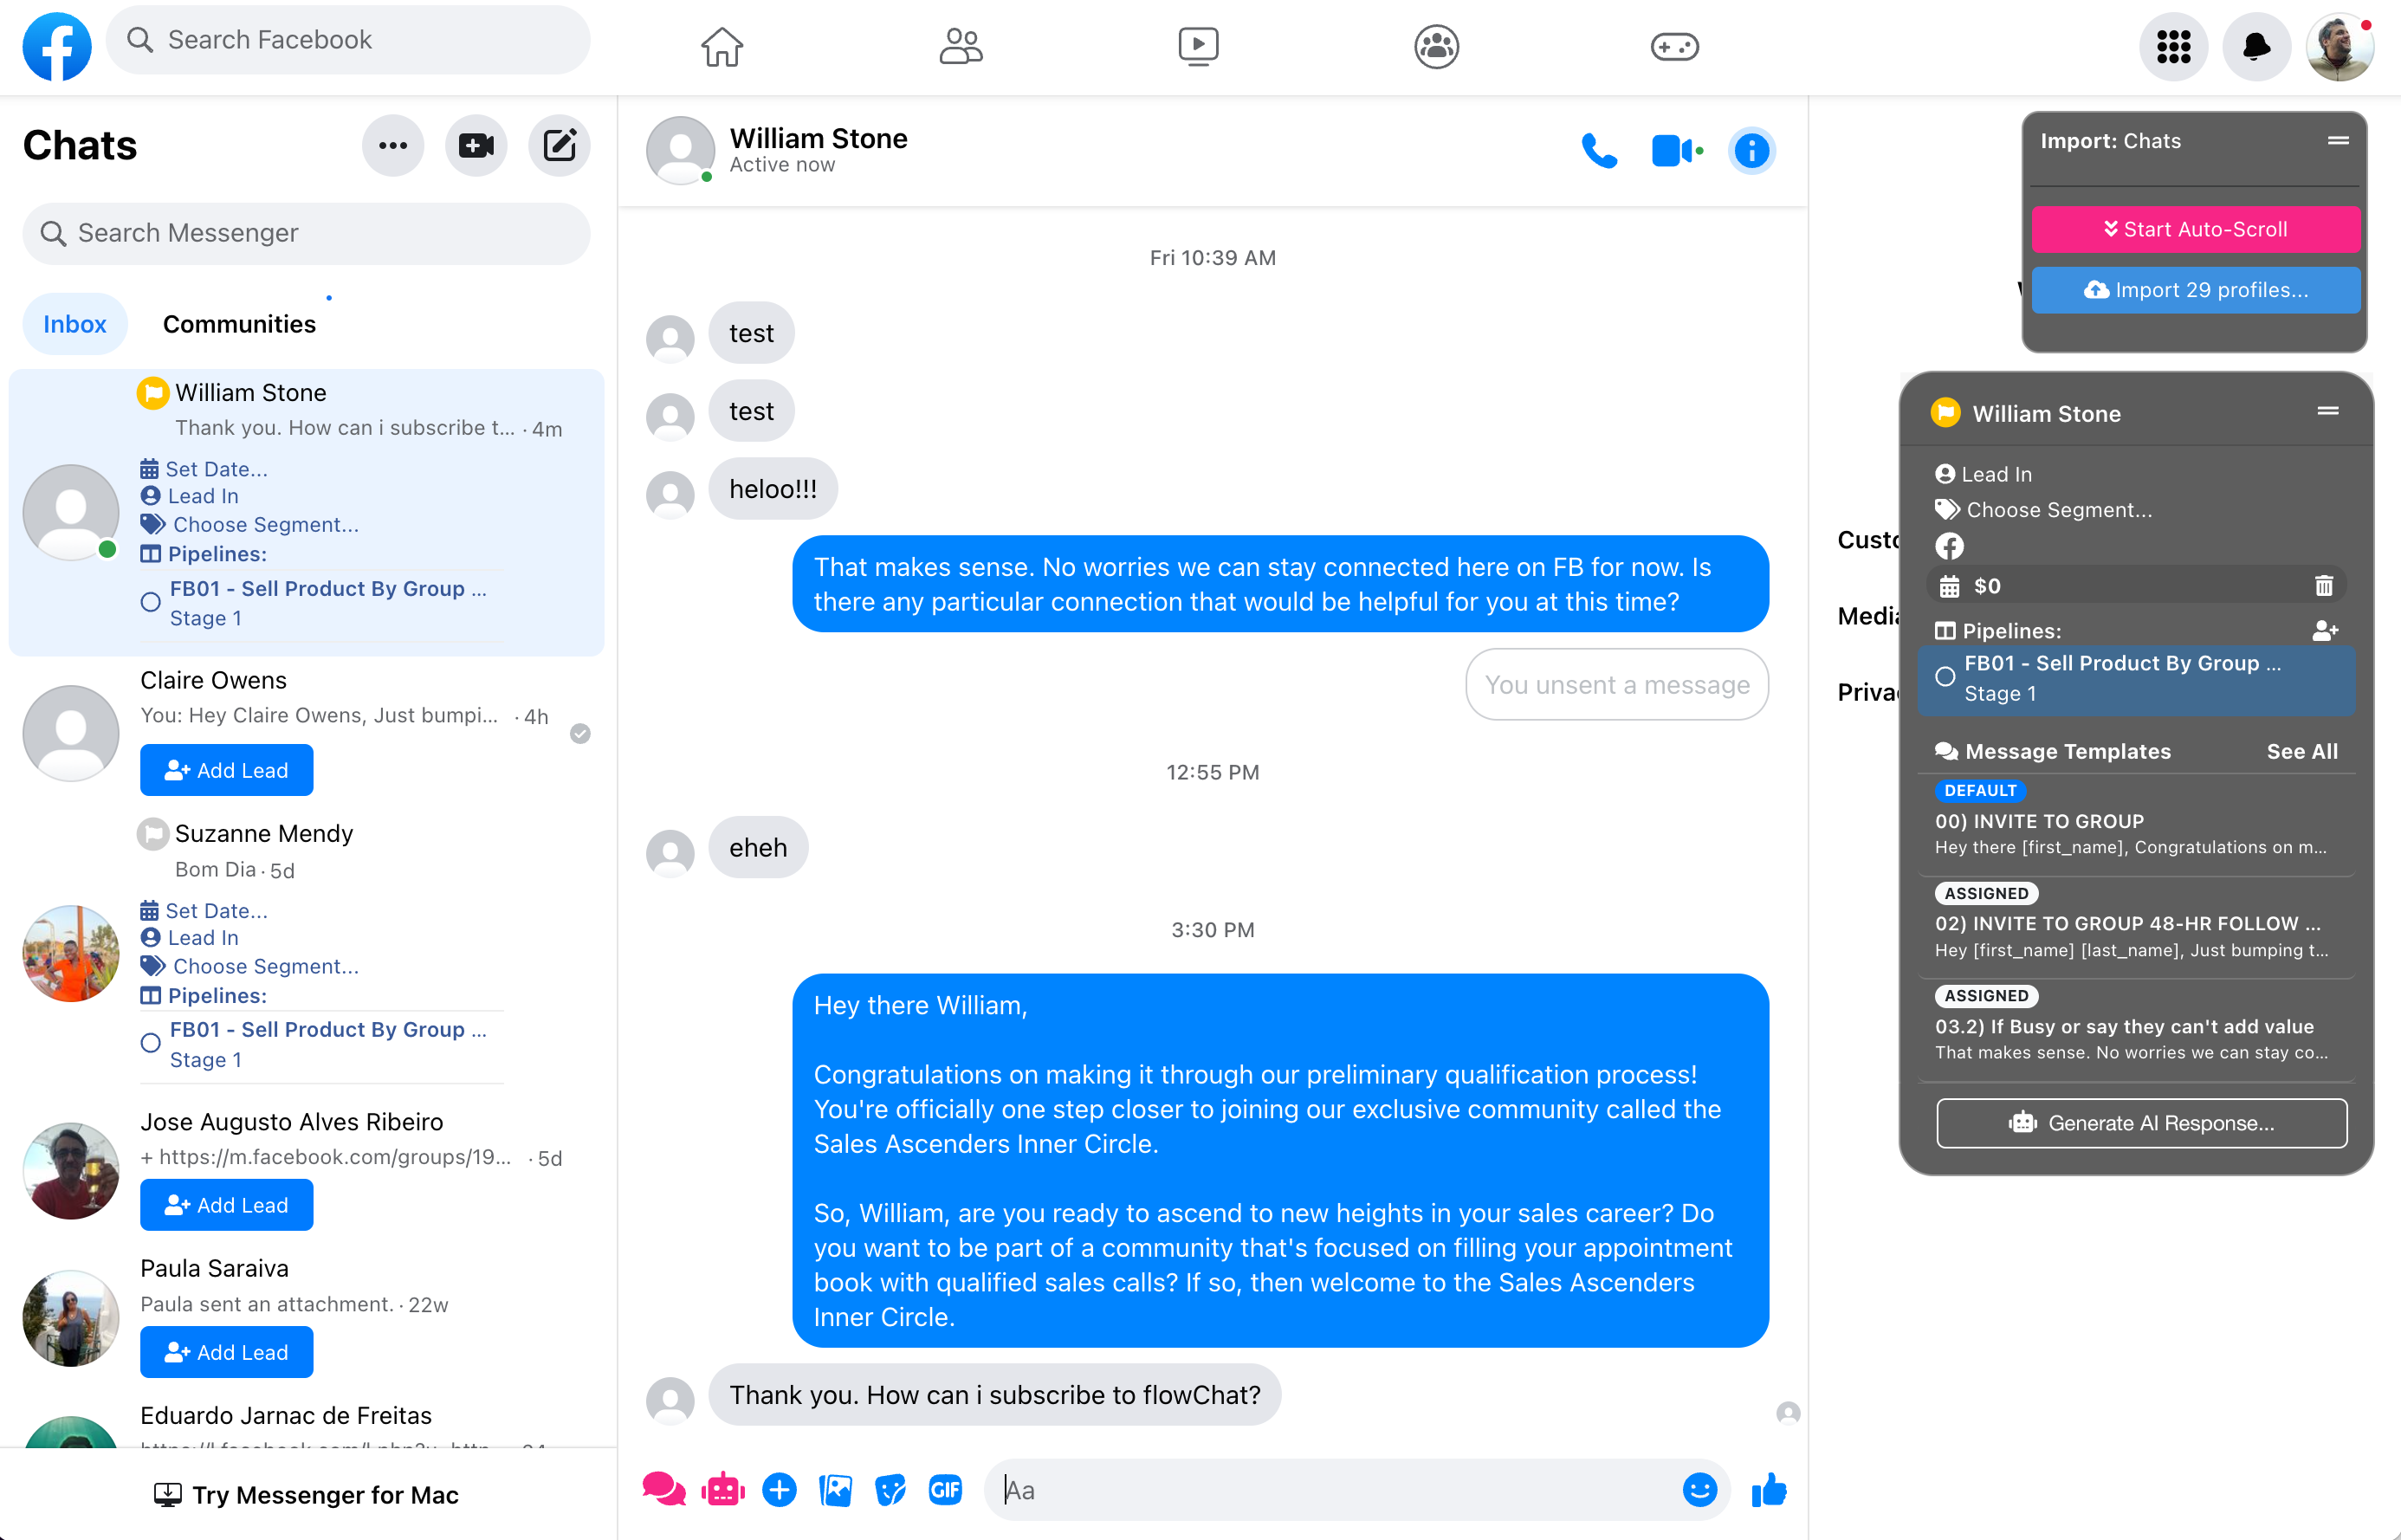 Search Facebook
Chats
Search Messenger
Inbox
Communities
William Stone
Thank you. How can i subscribe t... · 4m
Set Date...
Lead In
Choose Segment...
Pipelines:
FB01 - Sell Product By Group ...
Stage 1
Claire Owens
You: Hey Claire Owens, Just bumpi... · 4h
Add Lead
Suzanne Mendy
Bom Dia · 5d
Set Date...
Lead In
Choose Segment...
Pipelines:
FB01 - Sell Product By Group ...
Stage 1
Jose Augusto Alves Ribeiro
+ https://m.facebook.com/groups/19... · 5d
Add Lead
Paula Saraiva
Paula sent an attachment. · 22w
Add Lead
Eduardo Jarnac de Freitas
Try Messenger for Mac
William Stone
Active now
Fri 10:39 AM
test
test
heloo!!!
That makes sense. No worries we can stay connected here on FB for now. Is
there any particular connection that would be helpful for you at this time?
You unsent a message
12:55 PM
eheh
3:30 PM
Hey there William,
Congratulations on making it through our preliminary qualification process!
You're officially one step closer to joining our exclusive community called the
Sales Ascenders Inner Circle.
So, William, are you ready to ascend to new heights in your sales career? Do
you want to be part of a community that's focused on filling your appointment
book with qualified sales calls? If so, then welcome to the Sales Ascenders
Inner Circle.
Thank you. How can i subscribe to flowChat?
GIF
Aa
Import: Chats
Start Auto-Scroll
Import 29 profiles...
Custo
Media
Priva
William Stone
Lead In
Choose Segment...
$0
Pipelines:
FB01 - Sell Product By Group ...
Stage 1
Message Templates
See All
DEFAULT
00) INVITE TO GROUP
Hey there [first_name], Congratulations on m...
ASSIGNED
02) INVITE TO GROUP 48-HR FOLLOW ...
Hey [first_name] [last_name], Just bumping t...
ASSIGNED
03.2) If Busy or say they can't add value
That makes sense. No worries we can stay co...
Generate AI Response...